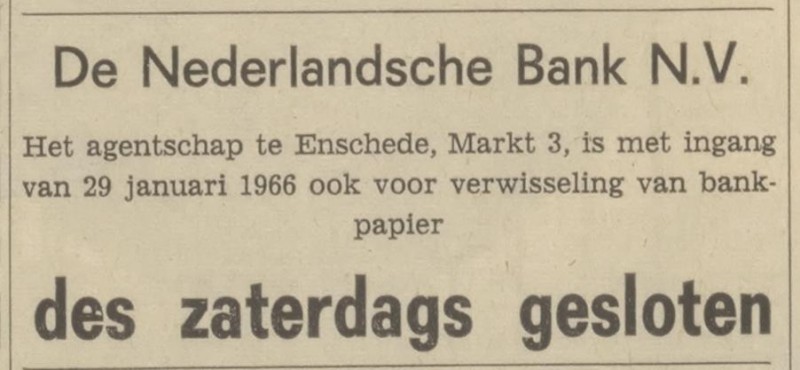 De Nederlandsche Bank N.V.
Het agentschap te Enschede, Markt 3, is met ingang
van 29 januari 1966 ook voor verwisseling van bank-
papier
des zaterdags gesloten